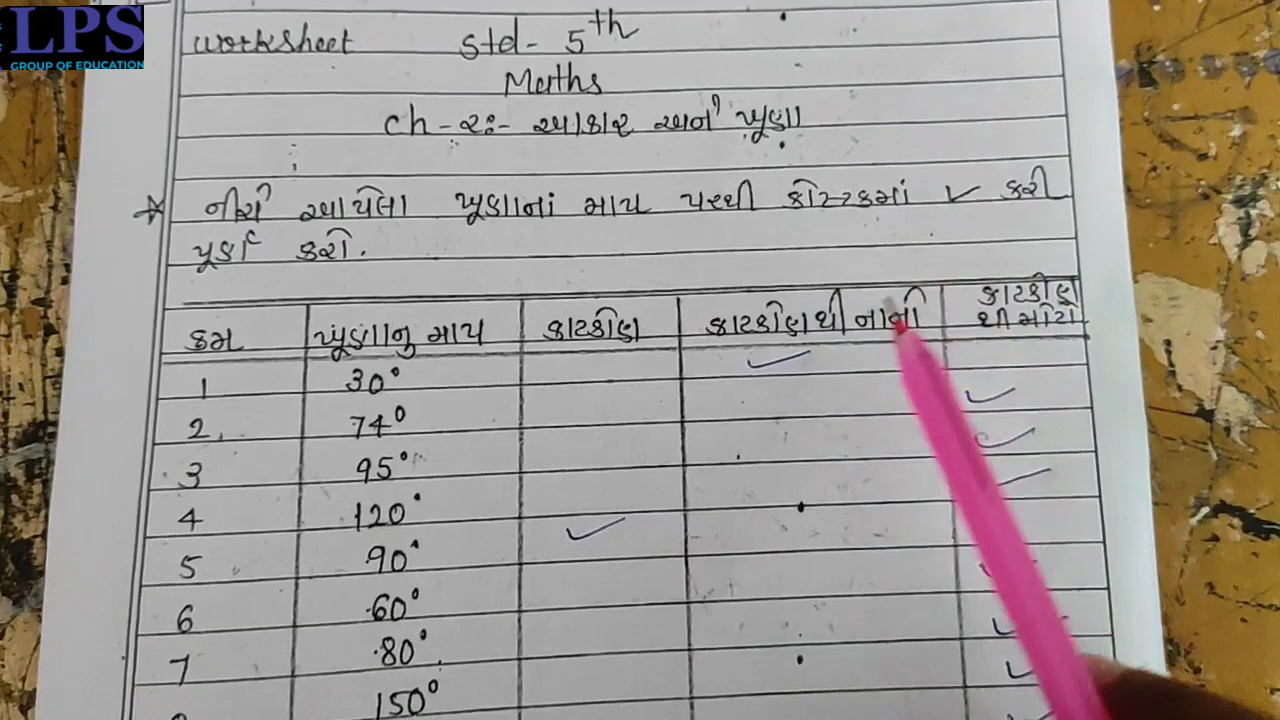 LPS
GROUP OF EDUCATION
Worksheet Std- 5th
Maths
Ch-૨ઃ- આકાર અને ખૂણા
નીચે આપેલા ખૂણાનાં માપ પરથી કોષ્ટકમાં ✓ કરી
પૂર્ણ કરો.
ક્રમ ખૂણાનુ માપ કાટકોણ કાટકોણથી નાનો કાટકોણ થી મોટો
1 30° ✓
2. 74° ✓
3 95° ✓
4 120° ✓
5 90° ✓
6 60°
7 80° ✓
150° ✓